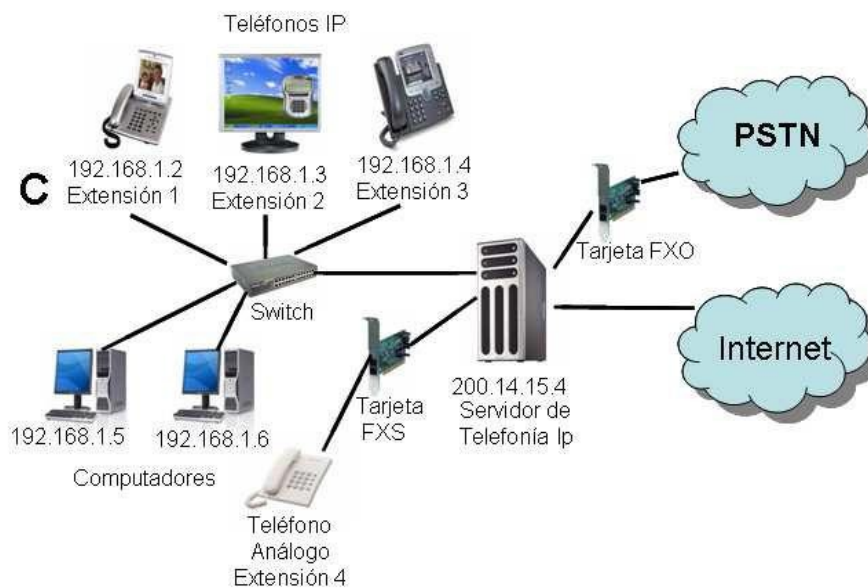 Teléfonos IP
192.168.1.2
Extensión 1
192.168.1.3
Extensión 2
192.168.1.4
Extensión 3
C
PSTN
Tarjeta FXO
Switch
Internet
200.14.15.4
Servidor de
Telefonía Ip
Tarjeta
FXS
192.168.1.5
192.168.1.6
Computadores
Teléfono
Análogo
Extensión 4